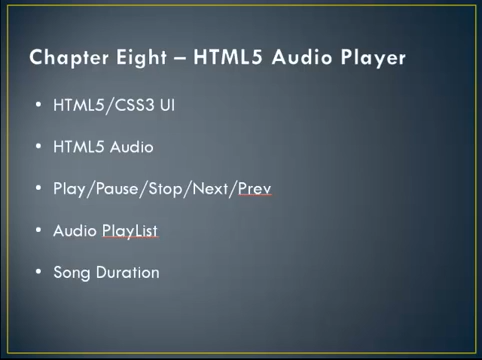 Chapter Eight – HTML5 Audio Player
• HTML5/CSS3 UI
• HTML5 Audio
• Play/Pause/Stop/Next/Prev
• Audio PlayList
• Song Duration